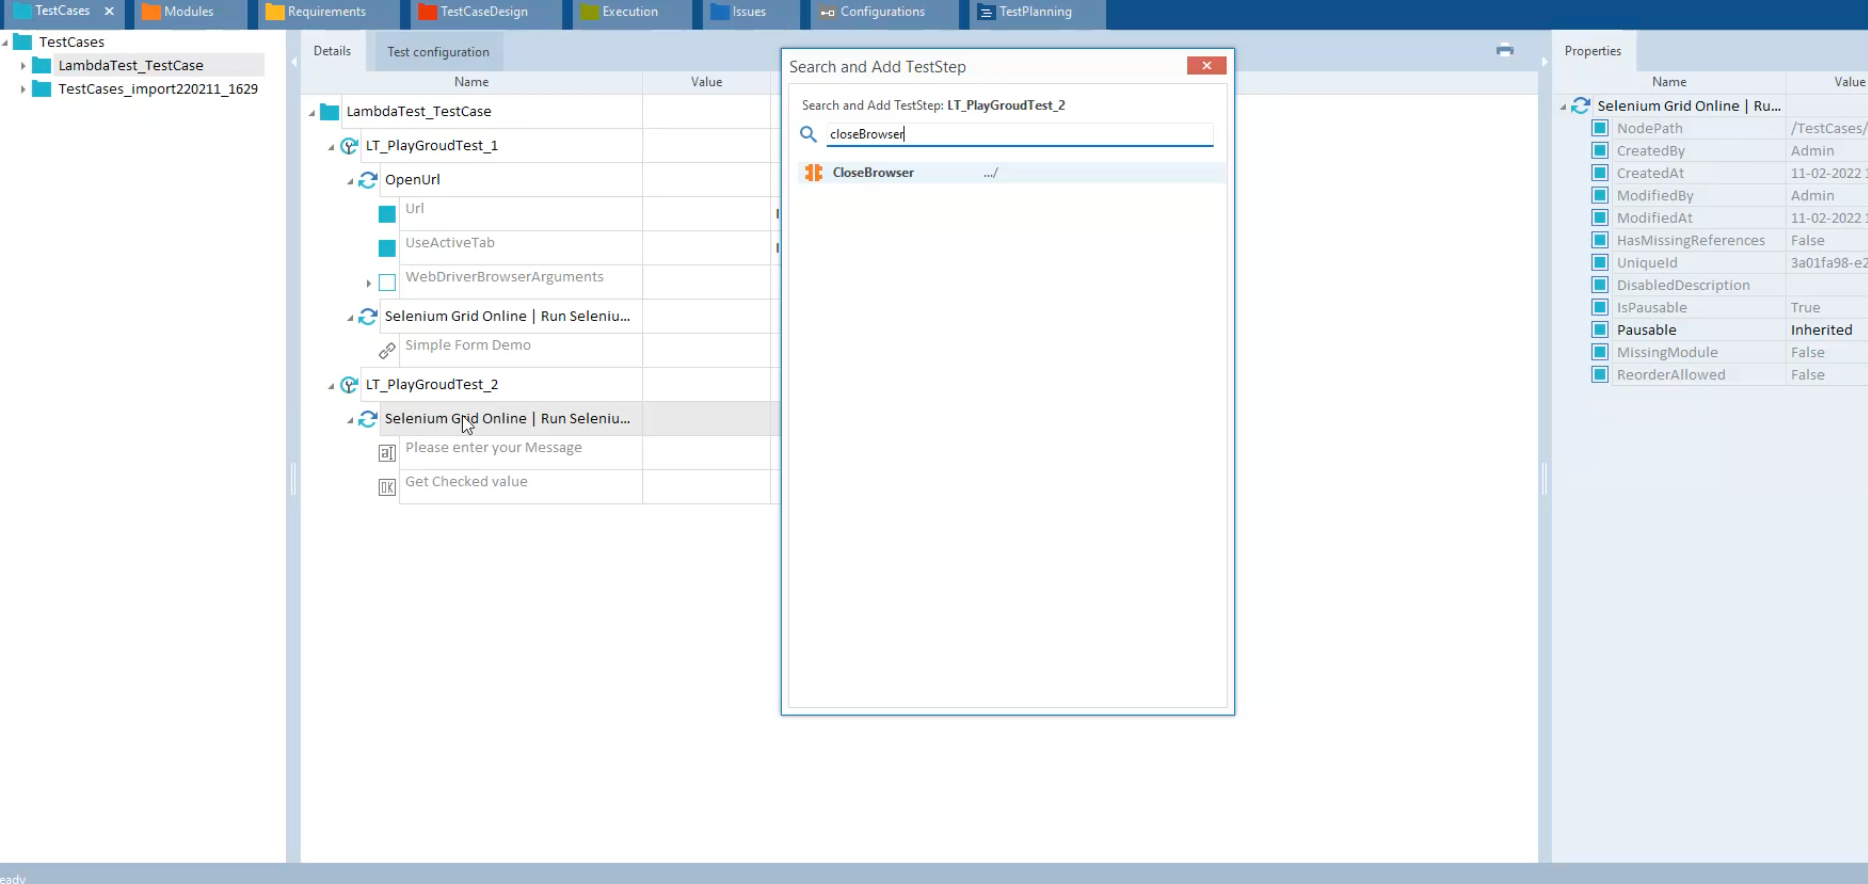 TestCases
Modules
Requirements
TestCaseDesign
Execution
Issues
Configurations
TestPlanning
TestCases
LambdaTest_TestCase
TestCases_import220211_1629
Details
Test configuration
Name
Value
LambdaTest_TestCase
LT_PlayGroudTest_1
OpenUrl
Url
UseActiveTab
WebDriverBrowserArguments
Selenium Grid Online | Run Seleniu...
Simple Form Demo
LT_PlayGroudTest_2
Selenium Grid Online | Run Seleniu...
Please enter your Message
Get Checked value
Search and Add TestStep
Search and Add TestStep: LT_PlayGroudTest_2
closeBrowser
CloseBrowser .../
Properties
Name Value
Selenium Grid Online | Ru...
NodePath /TestCases/
CreatedBy Admin
CreatedAt 11-02-2022 1
ModifiedBy Admin
ModifiedAt 11-02-2022 1
HasMissingReferences False
UniqueId 3a01fa98-e2
DisabledDescription
IsPausable True
Pausable Inherited
MissingModule False
ReorderAllowed False
eady